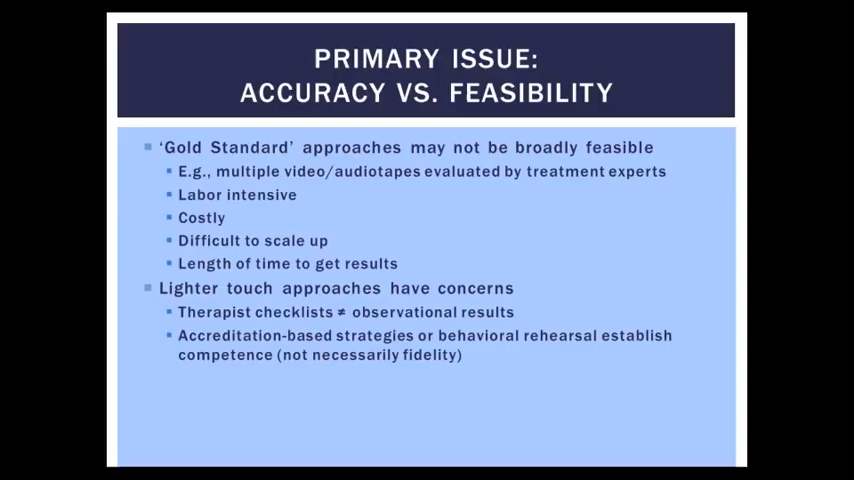 PRIMARY ISSUE:
ACCURACY VS. FEASIBILITY
‘Gold Standard’ approaches may not be broadly feasible
E.g., multiple video/audiotapes evaluated by treatment experts
Labor intensive
Costly
Difficult to scale up
Length of time to get results
Lighter touch approaches have concerns
Therapist checklists ≠ observational results
Accreditation-based strategies or behavioral rehearsal establish
competence (not necessarily fidelity)